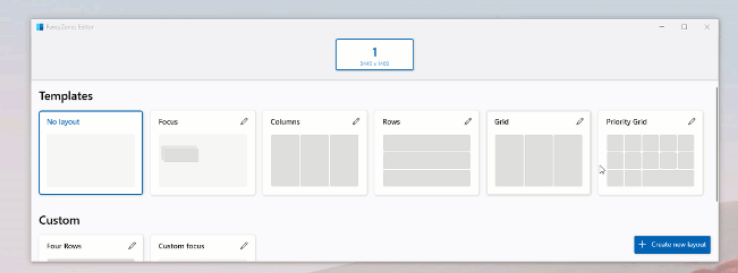 FancyZones Editor
1
Templates
No layout
Focus
Columns
Rows
Grid
Priority Grid
Custom
Four Rows
Custom focus
Create new layout